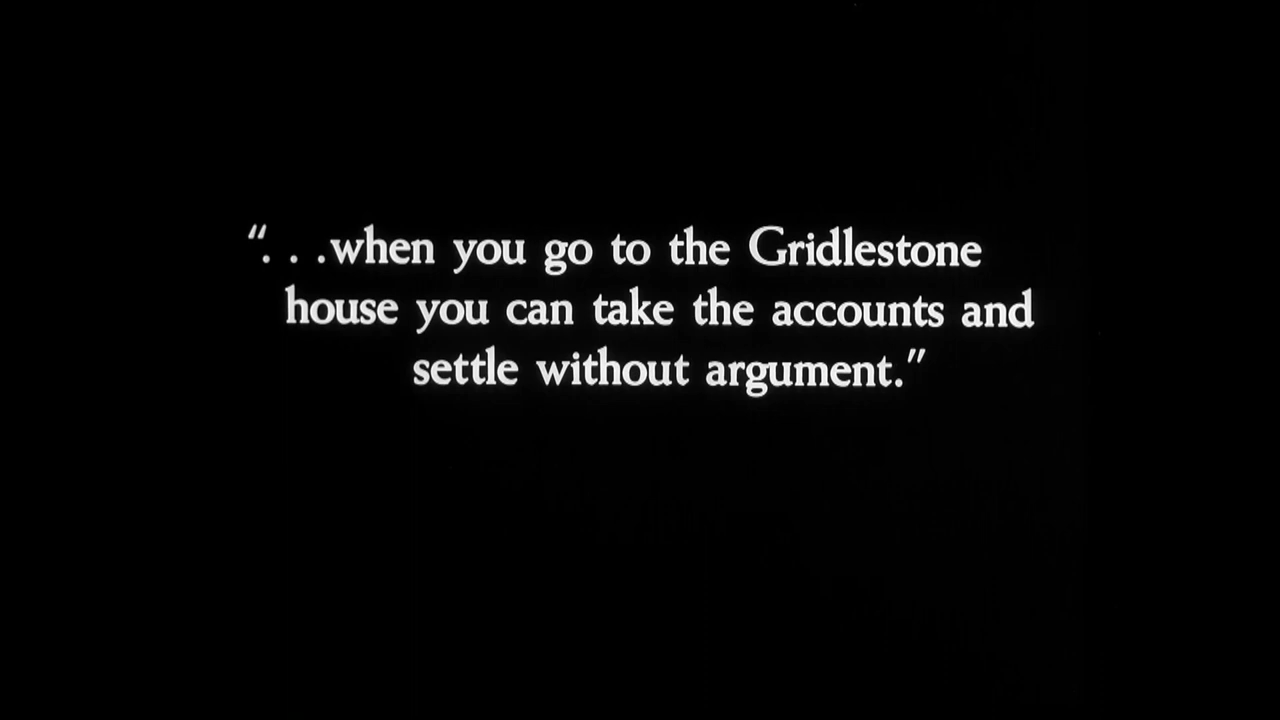 “. . .when you go to the Gridlestone
house you can take the accounts and
settle without argument.”